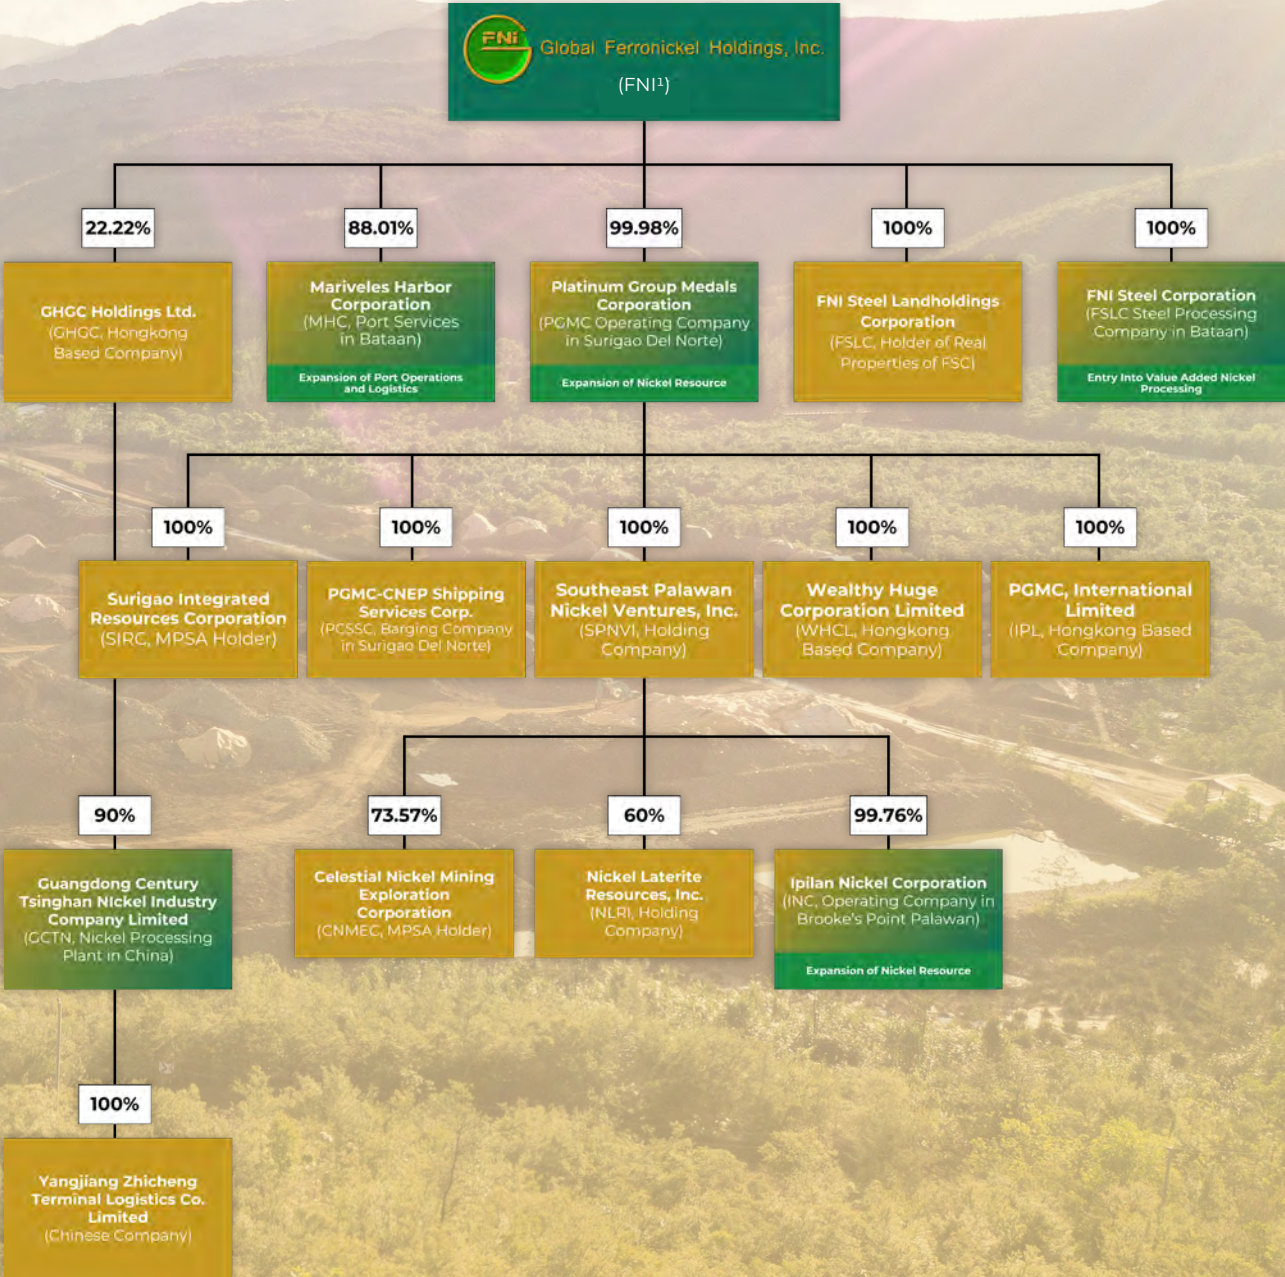 FNi
Global Ferronickel Holdings, Inc.
(FNI¹)
22.22%
88.01%
99.98%
100%
100%
GHGC Holdings Ltd.
(GHGC, Hongkong
Based Company)
Mariveles Harbor
Corporation
(MHC, Port Services
in Bataan)
Expansion of Port Operations
and Logistics
Platinum Group Medals
Corporation
(PGMC Operating Company
in Surigao Del Norte)
Expansion of Nickel Resource
FNI Steel Landholdings
Corporation
(FSLC, Holder of Real
Properties of FSC)
FNI Steel Corporation
(FSLC Steel Processing
Company in Bataan)
Entry Into Value Added Nickel
Processing
100%
100%
100%
100%
100%
Surigao Integrated
Resources Corporation
(SIRC, MPSA Holder)
PGMC-CNEP Shipping
Services Corp.
(PCSSC, Barging Company
in Surigao Del Norte)
Southeast Palawan
Nickel Ventures, Inc.
(SPNVI, Holding
Company)
Wealthy Huge
Corporation Limited
(WHCL, Hongkong
Based Company)
PGMC, International
Limited
(IPL, Hongkong Based
Company)
90%
73.57%
60%
99.76%
Guangdong Century
Tsinghan NIckel Industry
Company Limited
(GCTN, Nickel Processing
Plant in China)
Celestial Nickel Mining
Exploration
Corporation
(CNMEC, MPSA Holder)
Nickel Laterite
Resources, Inc.
(NLRI, Holding
Company)
Ipilan Nickel Corporation
(INC, Operating Company in
Brooke's Point Palawan)
Expansion of Nickel Resource
100%
Yangjiang Zhicheng
Terminal Logistics Co.
Limited
(Chinese Company)